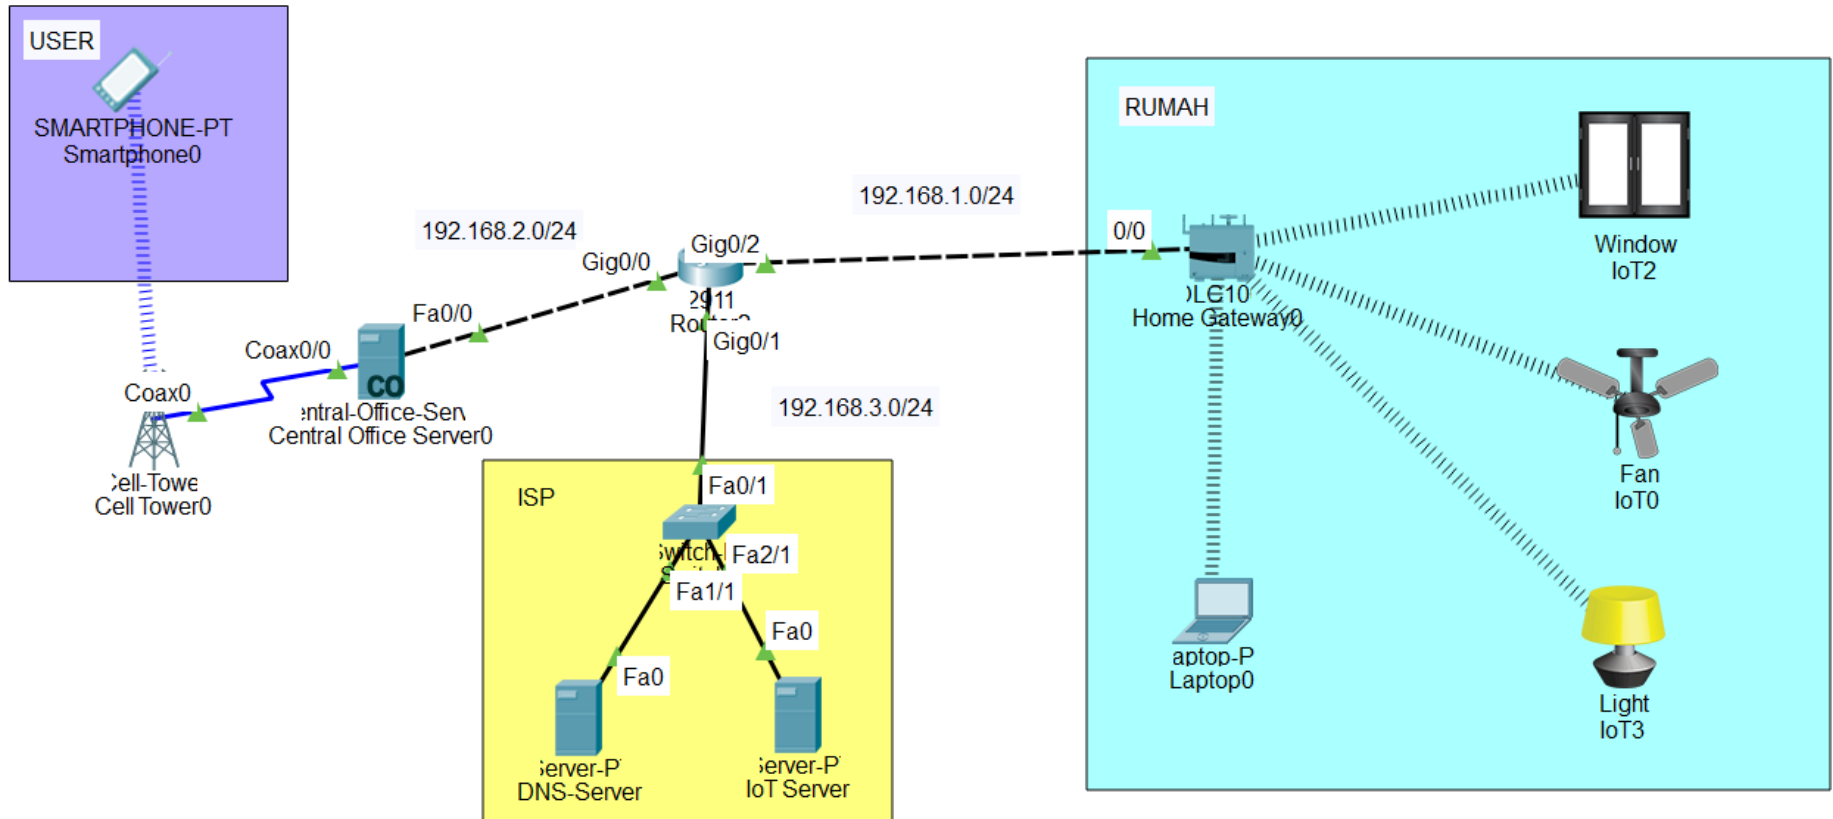 USER
SMARTPHONE-PT
Smartphone0
192.168.2.0/24
192.168.1.0/24
RUMAH
Gig0/0
Gig0/2
0/0
2911
Gig0/1
Fa0/0
Coax0/0
Coax0
CO
Central Office Server0
Cell Tower0
192.168.3.0/24
ISP
Fa0/1
Fa2/1
Fa1/1
Fa0
Fa0
DNS-Server
IoT Server
Home Gateway0
Laptop0
Window
IoT2
Fan
IoT0
Light
IoT3